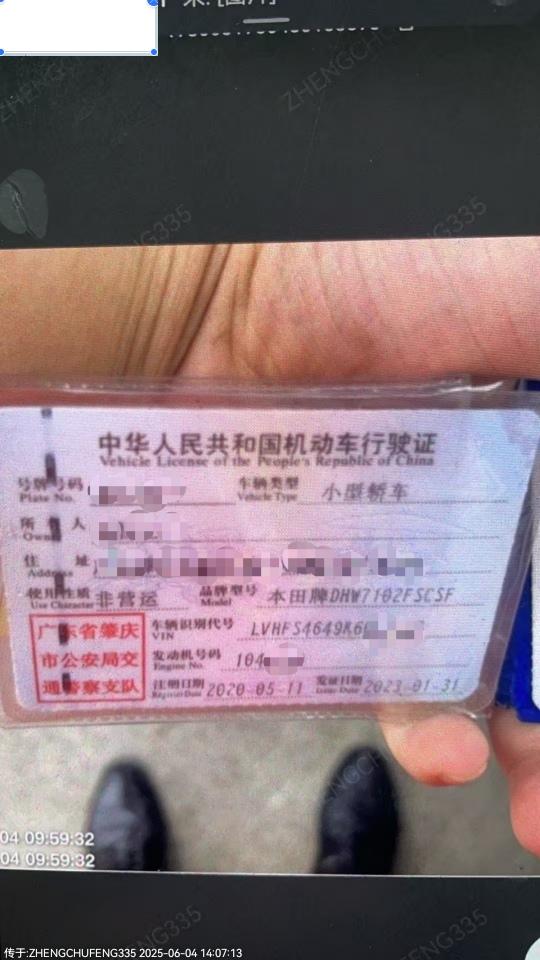 中华人民共和国机动车行驶证
Vehicle License of the People's Republic of China
号牌号码
Plate No.
车辆类型
Vehicle Type
小型轿车
所 人
Owner
住 址
Address
使用性质
Use Character
非营运
品牌型号
Model
本田牌DHW7102FSCSF
广东省肇庆
市公安局交
通警察支队
车辆识别代号
VIN
LVHFS4649K6
发动机号码
Engine No.
104
注册日期
Register Date
2020-05-11
发证日期
Issue Date
2023-01-31
04 09:59:32
04 09:59:32
传于:ZHENGCHUFENG335 2025-06-04 14:07:13
ZHENGCHUFENG335